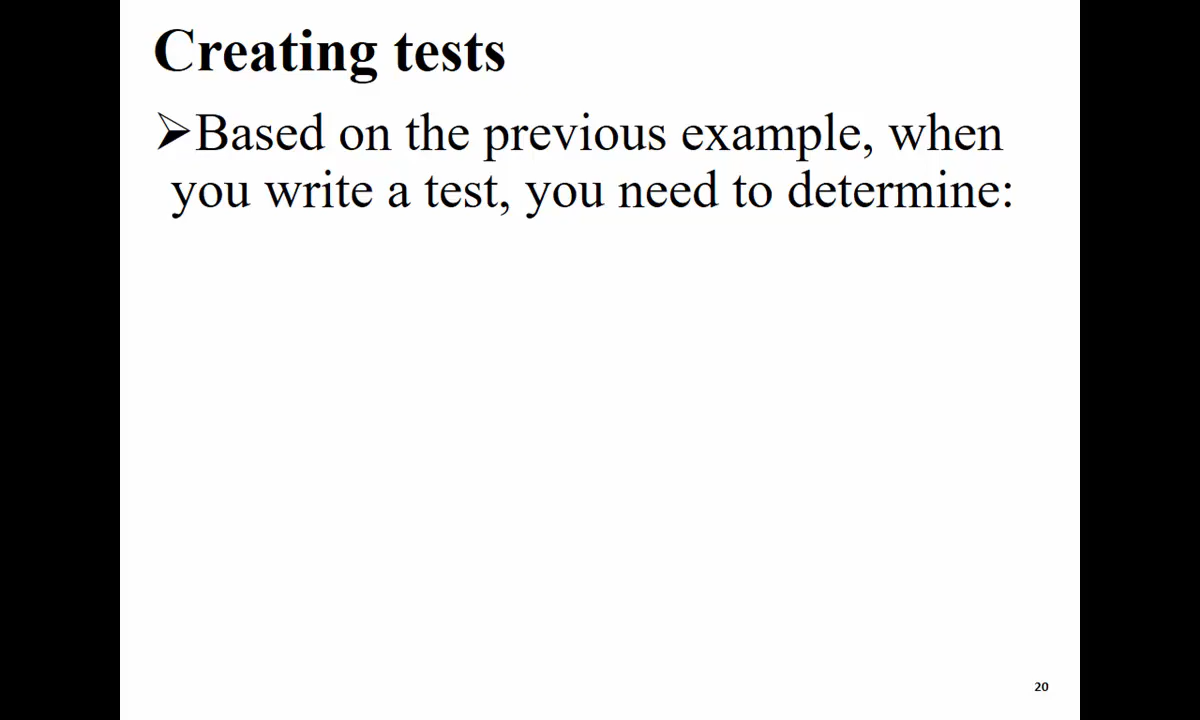 Creating tests
➢Based on the previous example, when
you write a test, you need to determine:
20